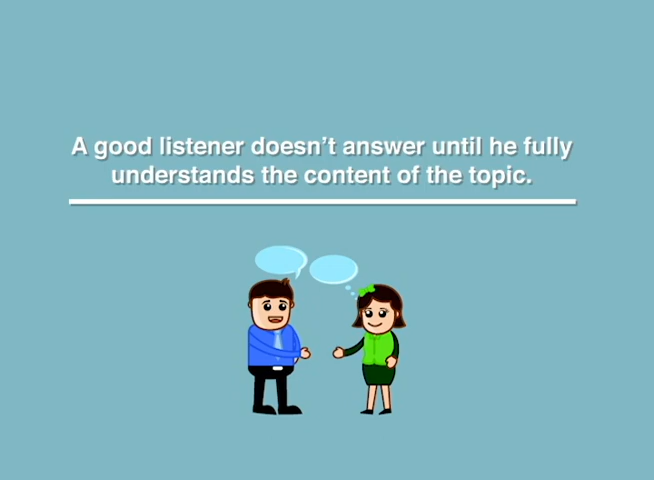 A good listener doesn’t answer until he fully
understands the content of the topic.